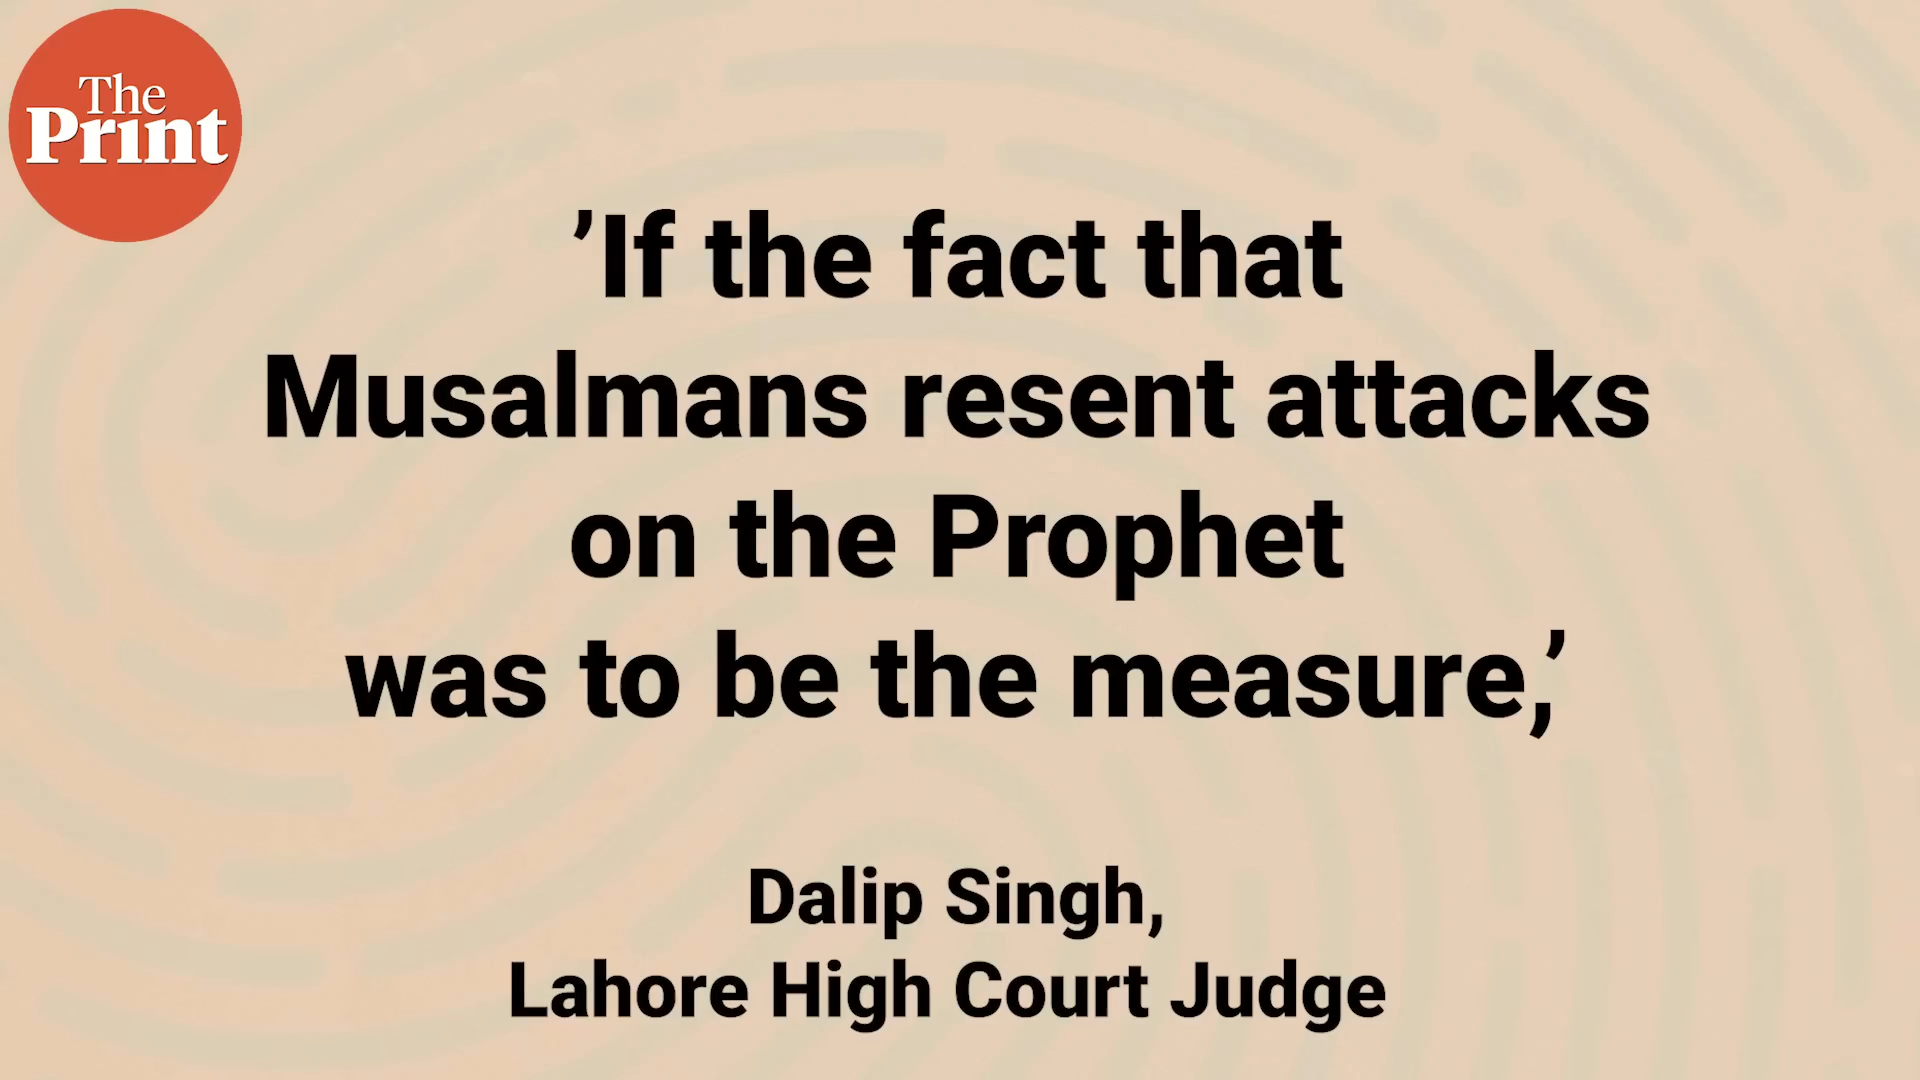 The
Print
’If the fact that
Musalmans resent attacks
on the Prophet
was to be the measure,’
Dalip Singh,
Lahore High Court Judge